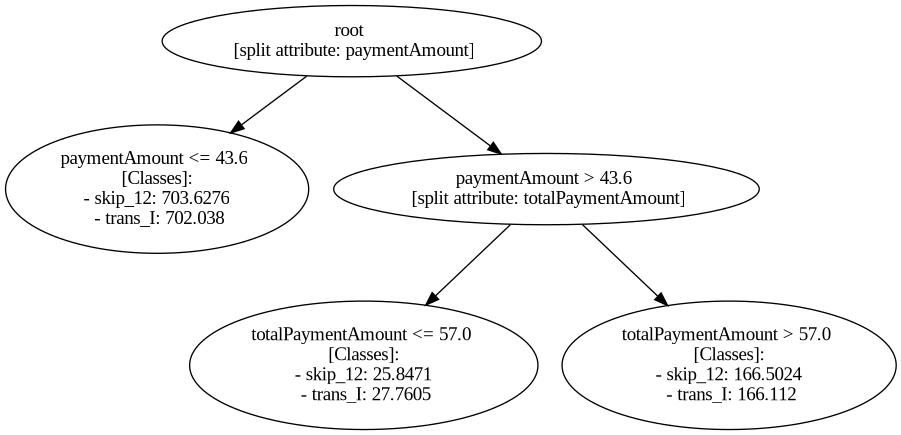 root
[split attribute: paymentAmount]
paymentAmount <= 43.6
[Classes]:
- skip_12: 703.6276
- trans_I: 702.038
paymentAmount > 43.6
[split attribute: totalPaymentAmount]
totalPaymentAmount <= 57.0
[Classes]:
- skip_12: 25.8471
- trans_I: 27.7605
totalPaymentAmount > 57.0
[Classes]:
- skip_12: 166.5024
- trans_I: 166.112